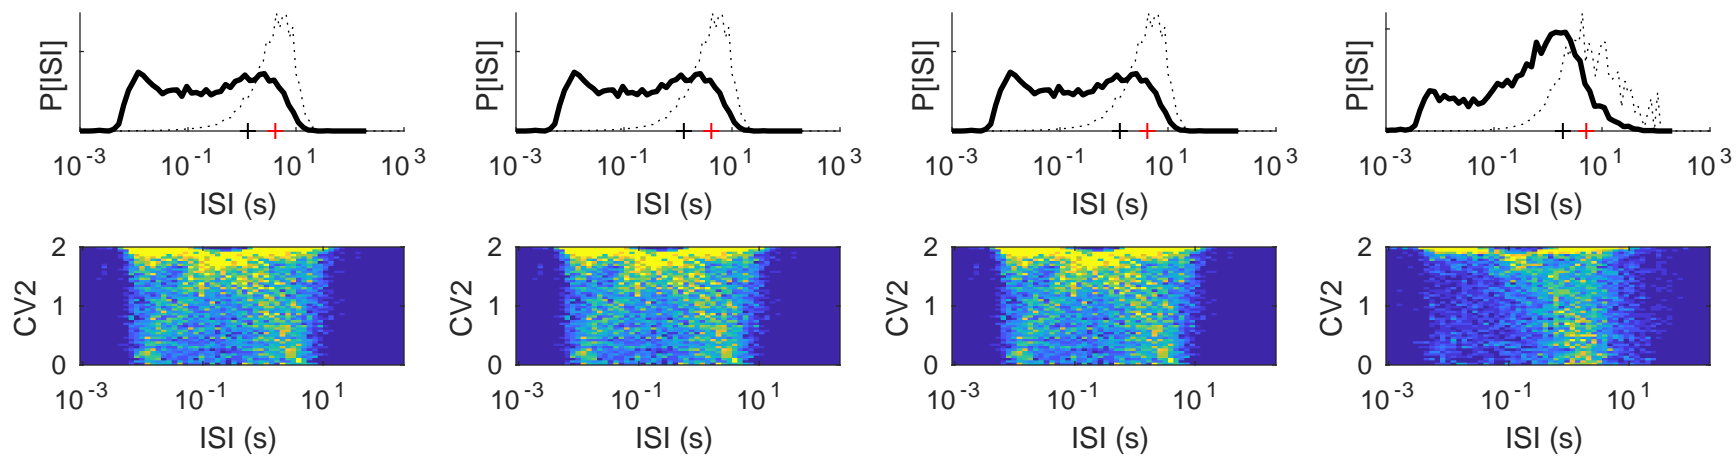 P[ISI] P[ISI] P[ISI] P[ISI]
10^-3 10^-1 10^1 10^3 10^-3 10^-1 10^1 10^3 10^-3 10^-1 10^1 10^3 10^-3 10^-1 10^1 10^3
ISI (s) ISI (s) ISI (s) ISI (s)
2 2 2 2
CV2 1 CV2 1 CV2 1 CV2 1
0 0 0 0
10^-3 10^-1 10^1 10^-3 10^-1 10^1 10^-3 10^-1 10^1 10^-3 10^-1 10^1
ISI (s) ISI (s) ISI (s) ISI (s)